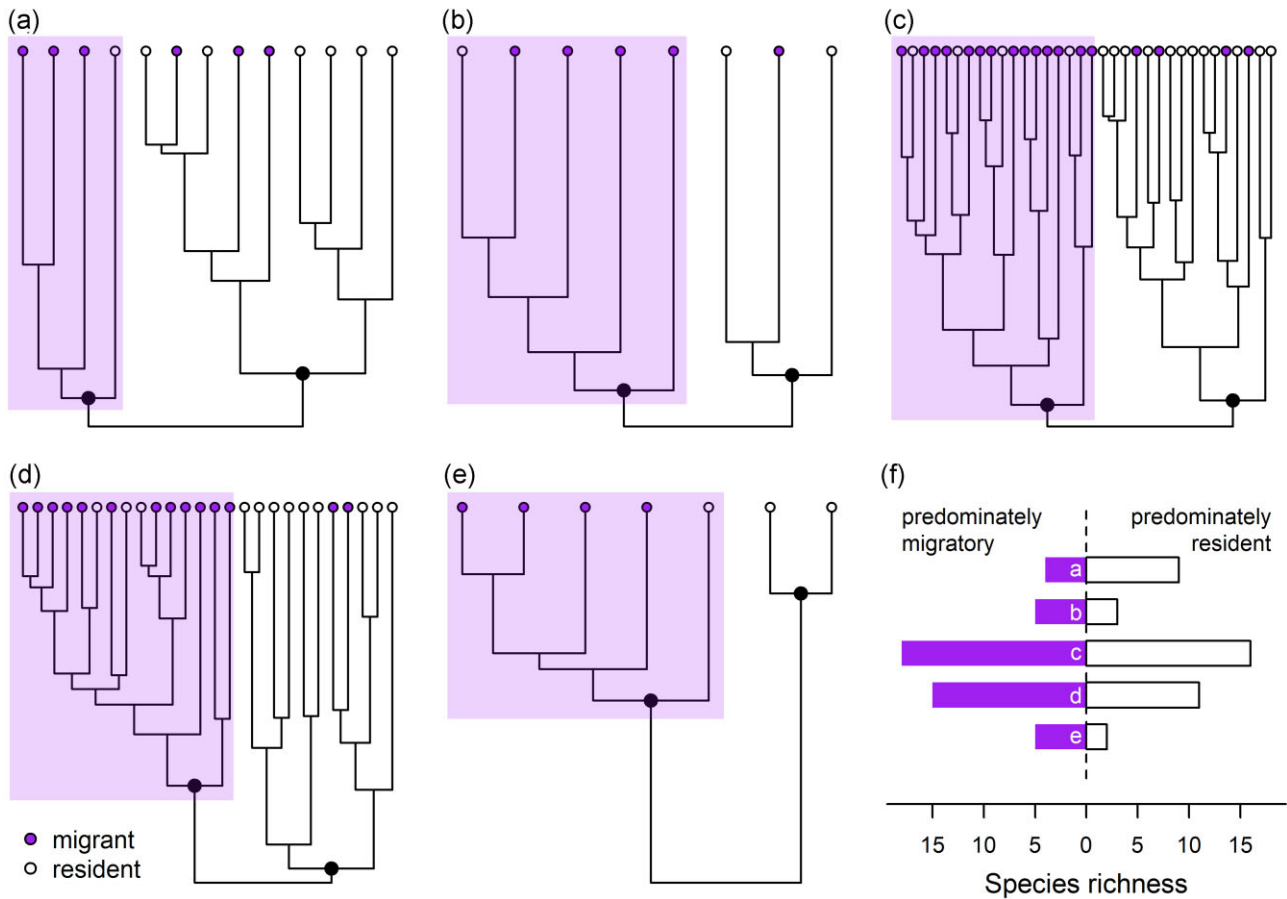 (a)
(b)
(c)
(d)
migrant
resident
(e)
(f)
predominately
migratory
predominately
resident
a
b
c
d
e
15 10 5 0 5 10 15
Species richness